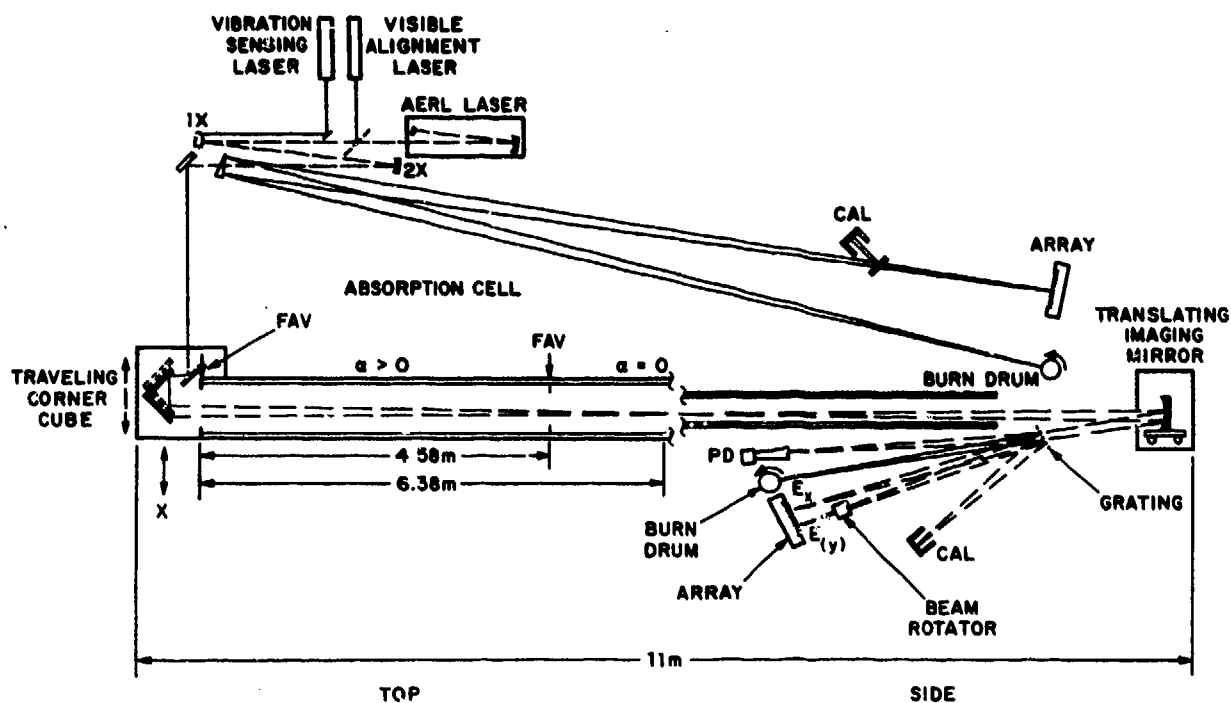 VIBRATION
SENSING
LASER
VISIBLE
ALIGNMENT
LASER
AERL LASER
1X
2X
CAL
ARRAY
ABSORPTION CELL
FAV
FAV
TRANSLATING
IMAGING
MIRROR
α > 0
α = 0
BURN DRUM
TRAVELING
CORNER
CUBE
4.58m
6.38m
X
PD
Ex
E(y)
GRATING
BURN
DRUM
CAL
ARRAY
BEAM
ROTATOR
11m
TOP
SIDE